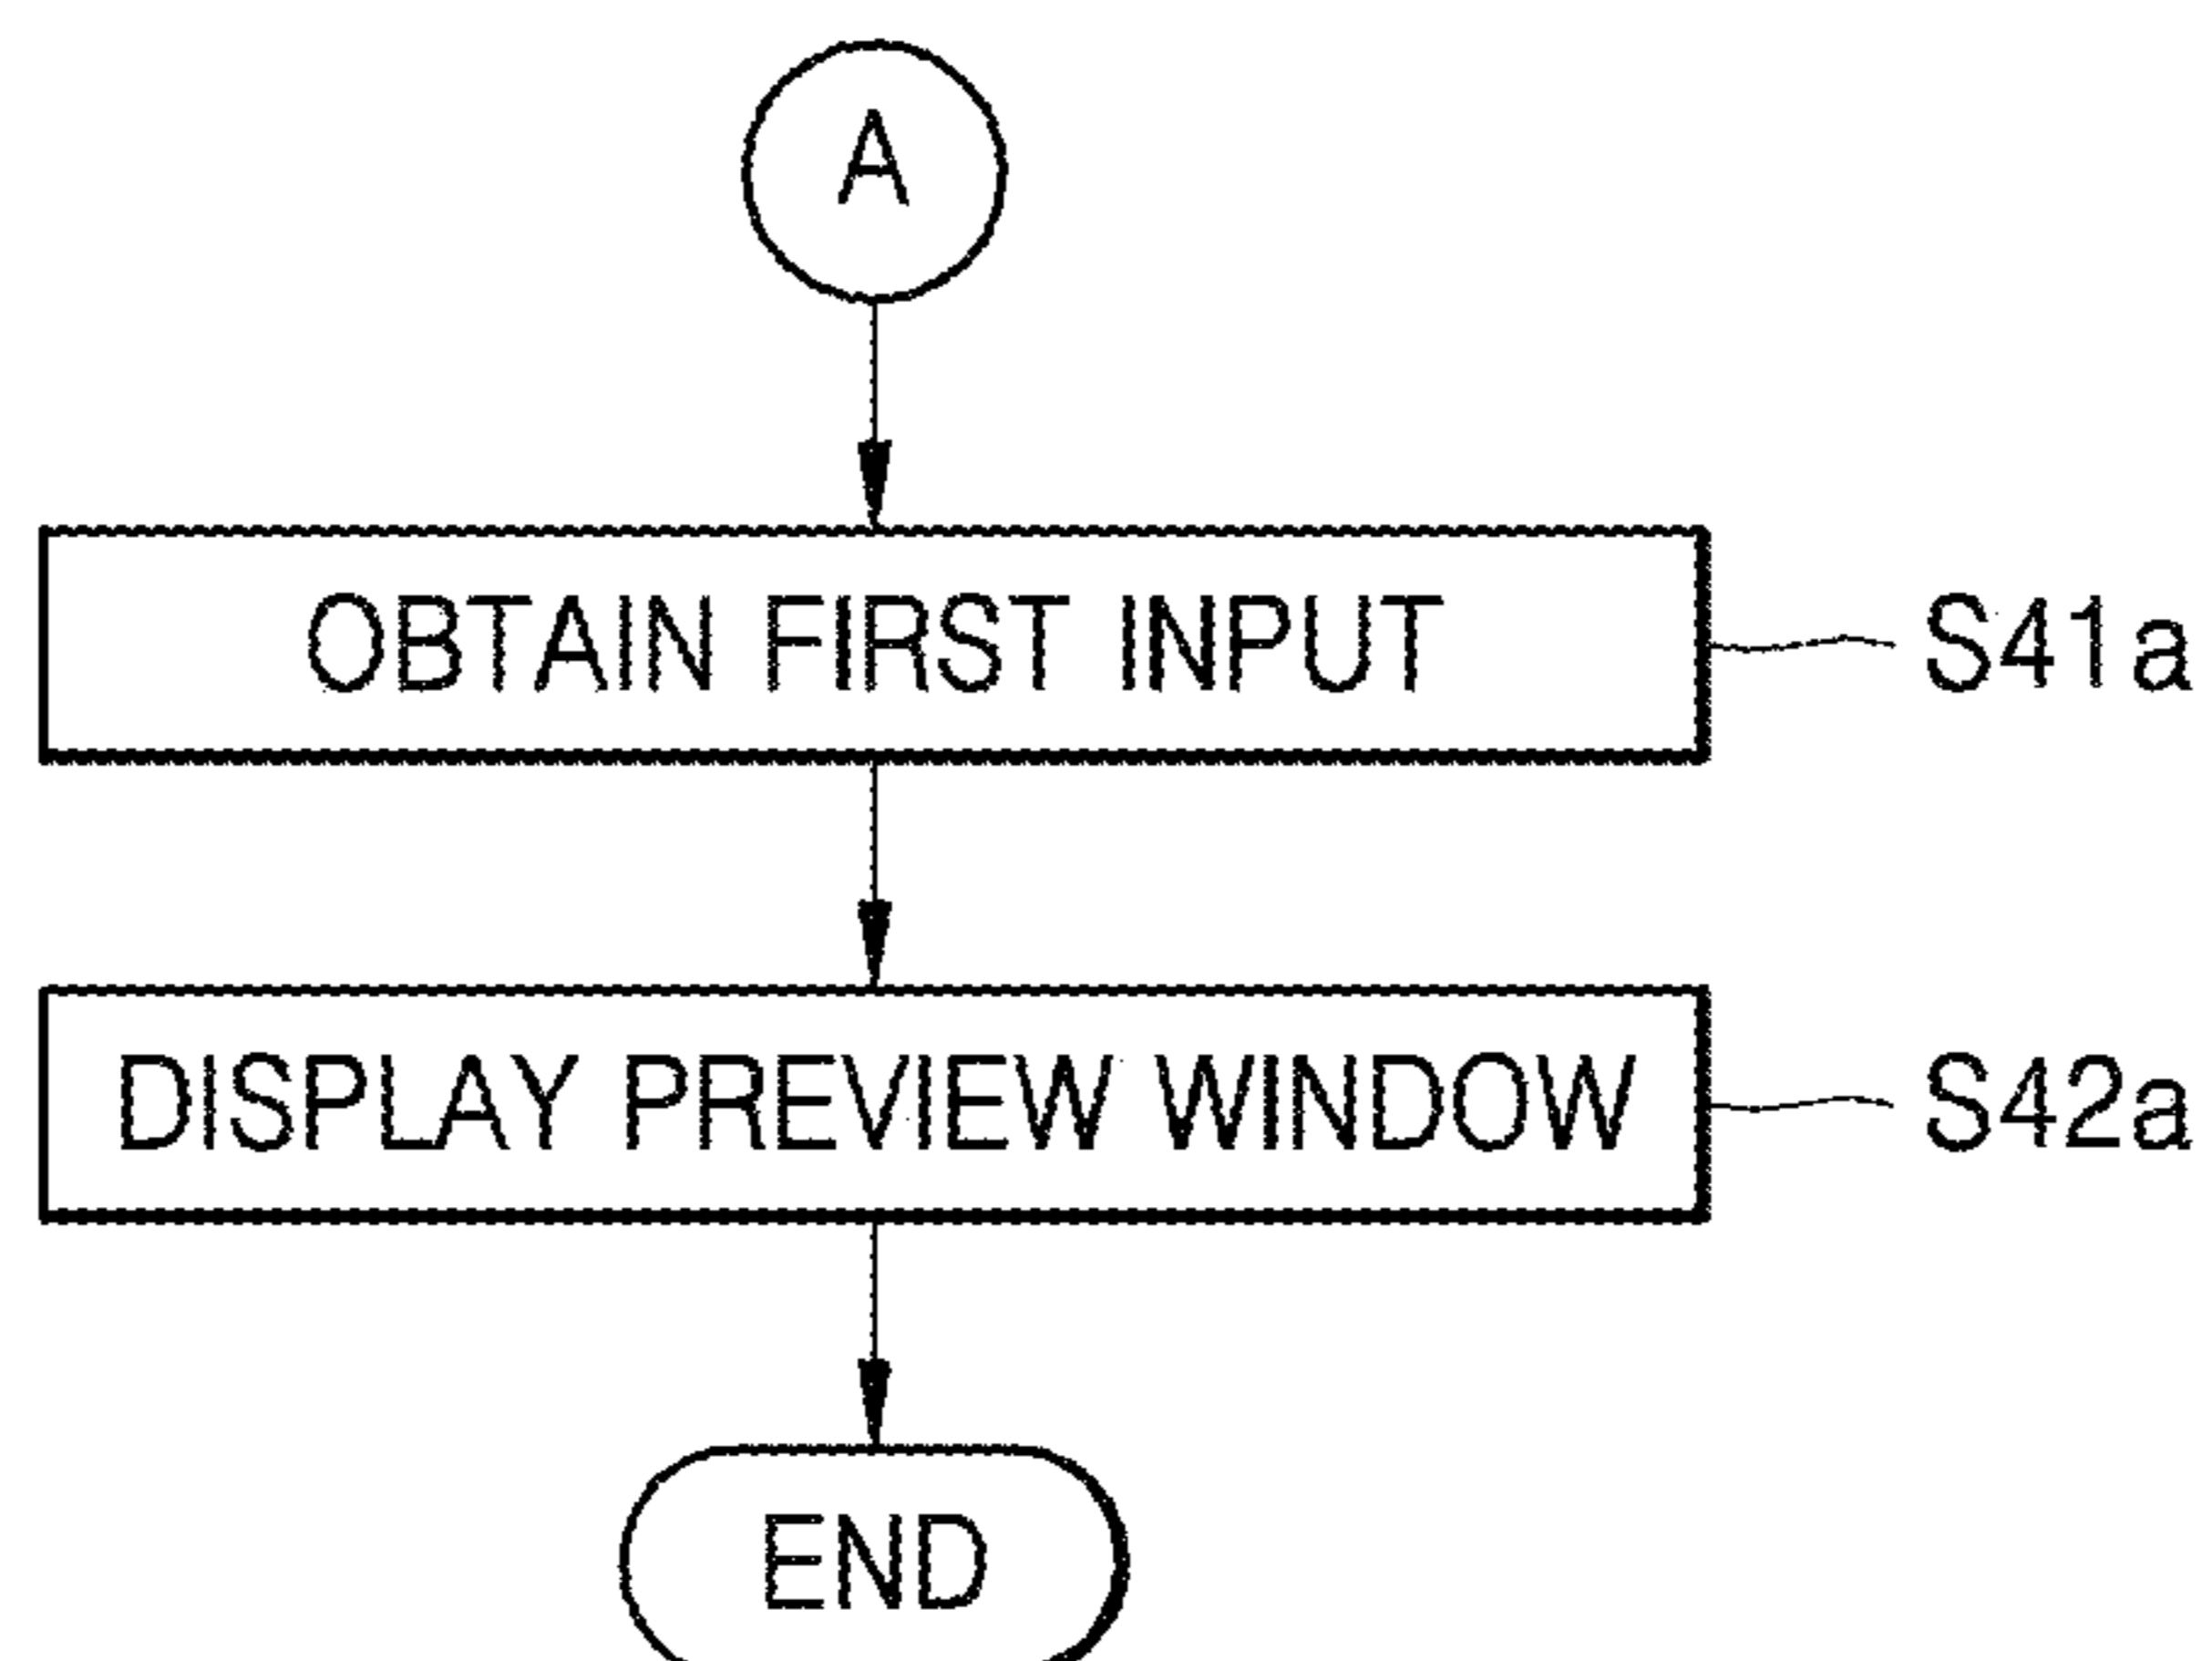 A
OBTAIN FIRST INPUT
S41a
DISPLAY PREVIEW WINDOW
S42a
END